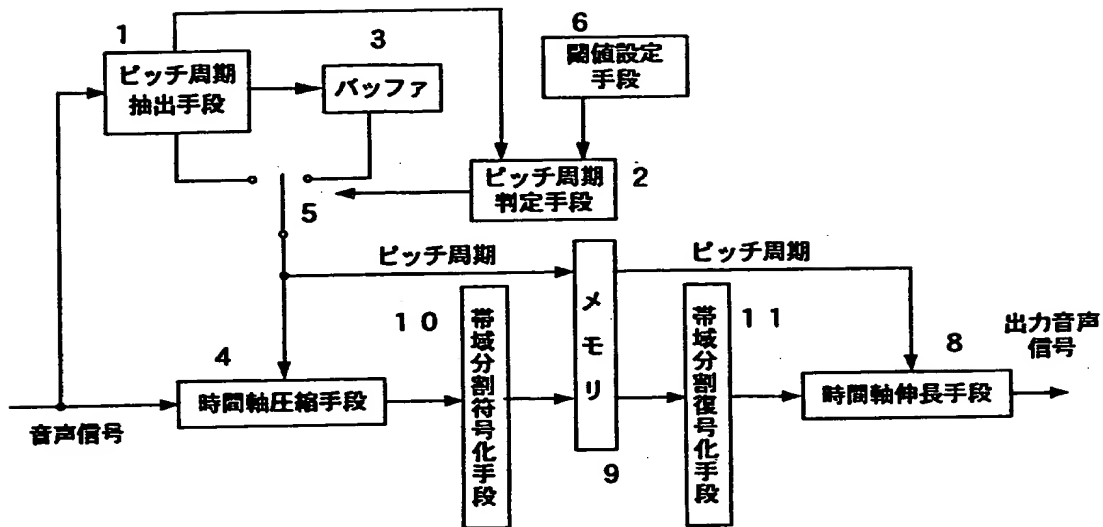 1
ピッチ周期
抽出手段
3
バッファ
6
閾値設定
手段
ピッチ周期
判定手段
2
5
ピッチ周期
ピッチ周期
メモリ
9
10
帯域分割符号化手段
帯域分割復号化手段
11
4
時間軸圧縮手段
音声信号
8
時間軸伸長手段
出力音声
信号